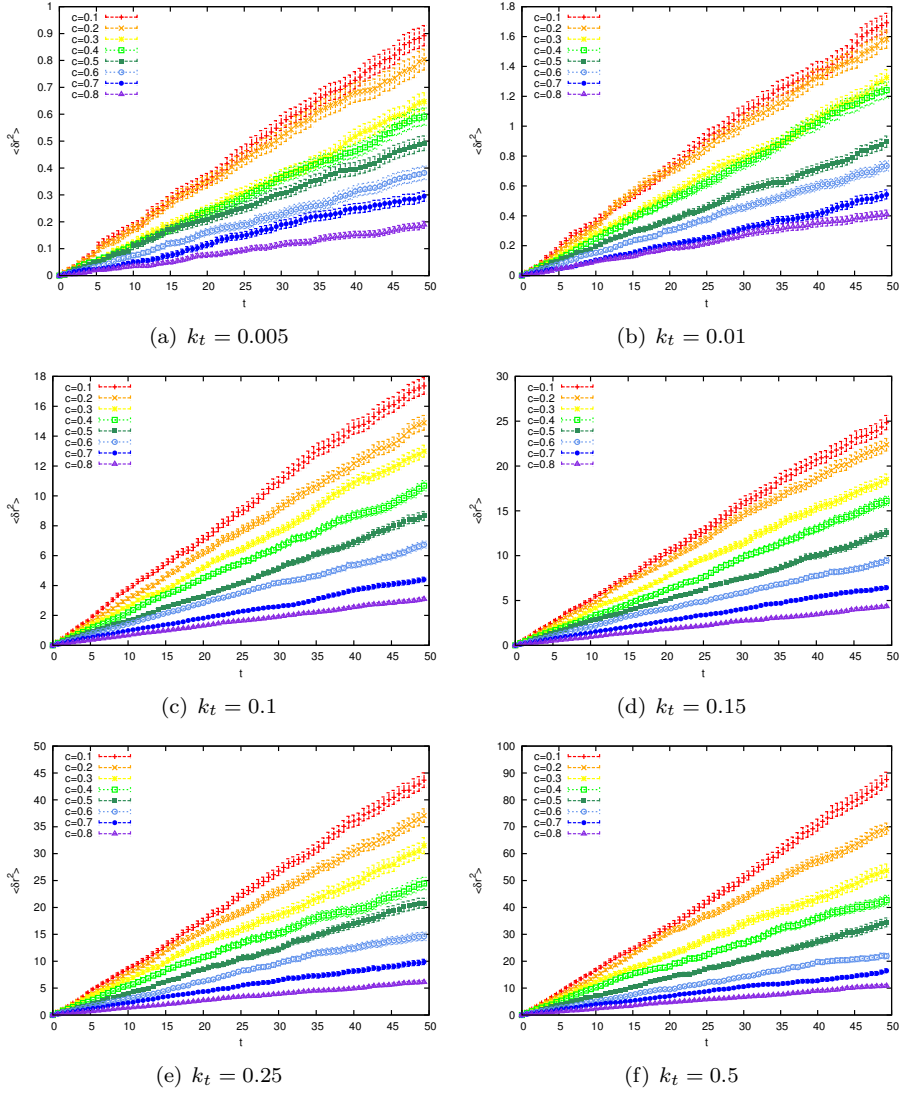 1
0.9
0.8
0.7
0.6
0.5
0.4
0.3
0.2
0.1
0
<δr²>
c=0.1
c=0.2
c=0.3
c=0.4
c=0.5
c=0.6
c=0.7
c=0.8
0 5 10 15 20 25 30 35 40 45 50
t
(a) k_t = 0.005
1.8
1.6
1.4
1.2
1
0.8
0.6
0.4
0.2
0
<δr²>
c=0.1
c=0.2
c=0.3
c=0.4
c=0.5
c=0.6
c=0.7
c=0.8
0 5 10 15 20 25 30 35 40 45 50
t
(b) k_t = 0.01
18
16
14
12
10
8
6
4
2
0
<δr²>
c=0.1
c=0.2
c=0.3
c=0.4
c=0.5
c=0.6
c=0.7
c=0.8
0 5 10 15 20 25 30 35 40 45 50
t
(c) k_t = 0.1
30
25
20
15
10
5
0
<δr²>
c=0.1
c=0.2
c=0.3
c=0.4
c=0.5
c=0.6
c=0.7
c=0.8
0 5 10 15 20 25 30 35 40 45 50
t
(d) k_t = 0.15
50
45
40
35
30
25
20
15
10
5
0
<δr²>
c=0.1
c=0.2
c=0.3
c=0.4
c=0.5
c=0.6
c=0.7
c=0.8
0 5 10 15 20 25 30 35 40 45 50
t
(e) k_t = 0.25
100
90
80
70
60
50
40
30
20
10
0
<δr²>
c=0.1
c=0.2
c=0.3
c=0.4
c=0.5
c=0.6
c=0.7
c=0.8
0 5 10 15 20 25 30 35 40 45 50
t
(f) k_t = 0.5